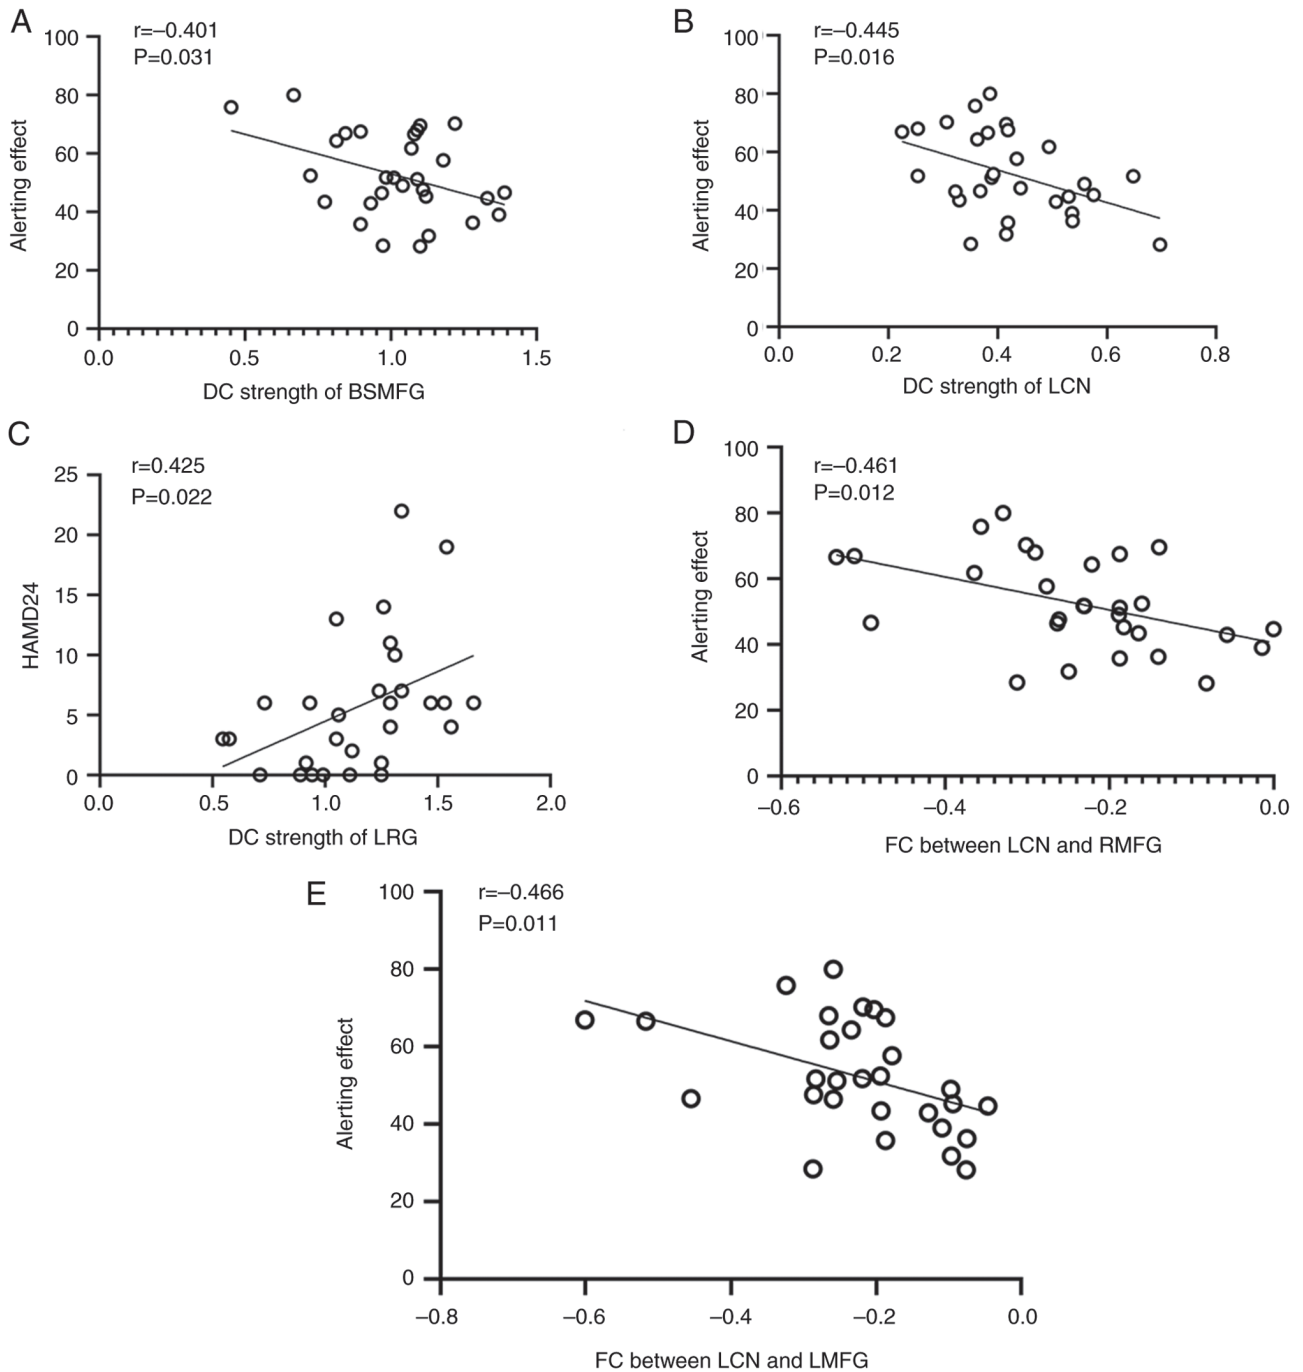 A
r=–0.401
P=0.031
100
80
60
40
20
0
Alerting effect
0.0 0.5 1.0 1.5
DC strength of BSMFG
B
r=–0.445
P=0.016
100
80
60
40
20
0
Alerting effect
0.0 0.2 0.4 0.6 0.8
DC strength of LCN
C
r=0.425
P=0.022
25
20
15
10
5
0
HAMD24
0.0 0.5 1.0 1.5 2.0
DC strength of LRG
D
r=–0.461
P=0.012
100
80
60
40
20
0
Alerting effect
–0.6 –0.4 –0.2 0.0
FC between LCN and RMFG
E
r=–0.466
P=0.011
100
80
60
40
20
0
Alerting effect
–0.8 –0.6 –0.4 –0.2 0.0
FC between LCN and LMFG